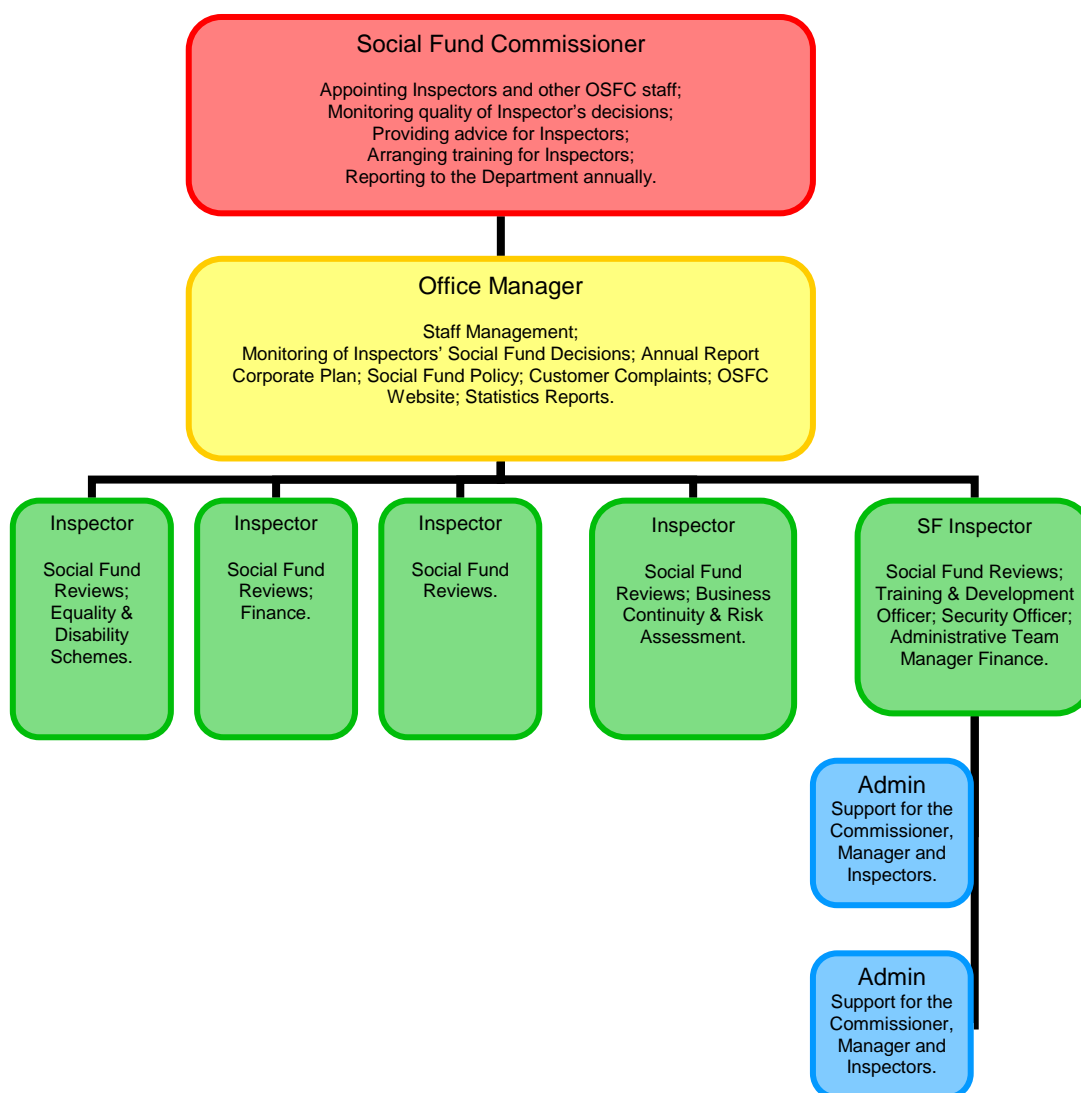 Social Fund Commissioner
Appointing Inspectors and other OSFC staff;
Monitoring quality of Inspector's decisions;
Providing advice for Inspectors;
Arranging training for Inspectors;
Reporting to the Department annually.
Office Manager
Staff Management;
Monitoring of Inspectors' Social Fund Decisions; Annual Report
Corporate Plan; Social Fund Policy; Customer Complaints; OSFC
Website; Statistics Reports.
Inspector
Social Fund
Reviews;
Equality &
Disability
Schemes.
Inspector
Social Fund
Reviews;
Finance.
Inspector
Social Fund
Reviews.
Inspector
Social Fund
Reviews; Business
Continuity & Risk
Assessment.
SF Inspector
Social Fund Reviews;
Training & Development
Officer; Security Officer;
Administrative Team
Manager Finance.
Admin
Support for the
Commissioner,
Manager and
Inspectors.
Admin
Support for the
Commissioner,
Manager and
Inspectors.